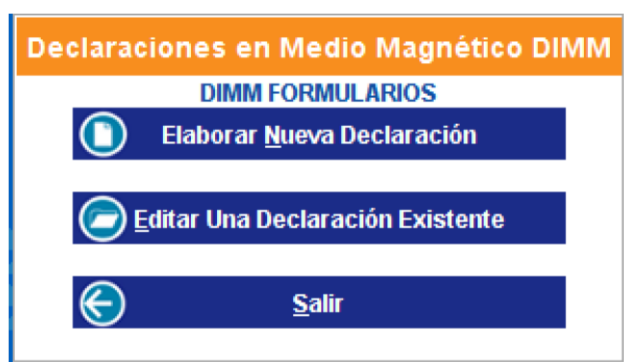 Declaraciones en Medio Magnético DIMM
DIMM FORMULARIOS
Elaborar Nueva Declaración
Editar Una Declaración Existente
Salir